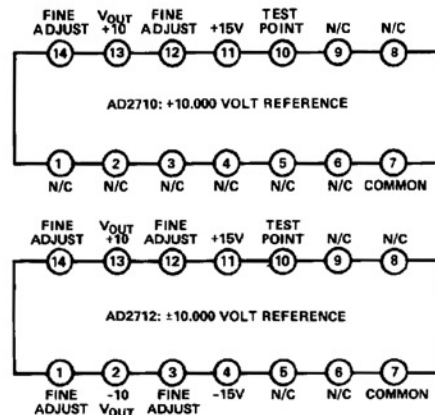 FINE VOUT FINE TEST
ADJUST +10 ADJUST +15V POINT N/C N/C
14 13 12 11 10 9 8
AD2710: +10.000 VOLT REFERENCE
1 2 3 4 5 6 7
N/C N/C N/C N/C N/C N/C COMMON
FINE VOUT FINE TEST
ADJUST +10 ADJUST +15V POINT N/C N/C
14 13 12 11 10 9 8
AD2712: ±10.000 VOLT REFERENCE
1 2 3 4 5 6 7
FINE -10 FINE -15V N/C N/C COMMON
ADJUST VOUT ADJUST